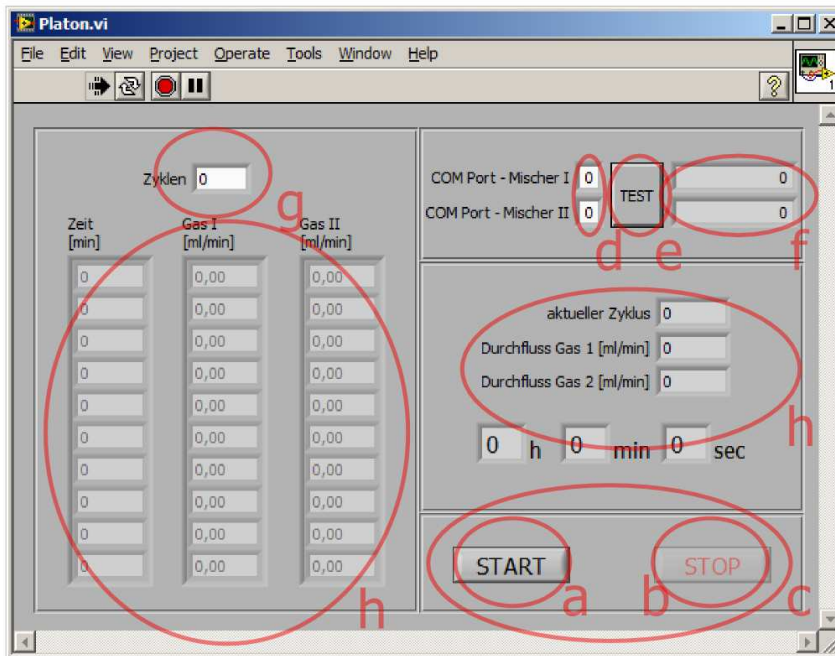 Platon.vi
File Edit View Project Operate Tools Window Help
? 1
Zyklen 0
g
Zeit [min] Gas I [ml/min] Gas II [ml/min]
0 0,00 0,00
0 0,00 0,00
0 0,00 0,00
0 0,00 0,00
0 0,00 0,00
0 0,00 0,00
0 0,00 0,00
0 0,00 0,00
0 0,00 0,00
0 0,00 0,00
h
COM Port - Mischer I 0 TEST 0
COM Port - Mischer II 0 0
d e f
aktueller Zyklus 0
Durchfluss Gas 1 [ml/min] 0
Durchfluss Gas 2 [ml/min] 0
h
0 h 0 min 0 sec
START STOP
a b c